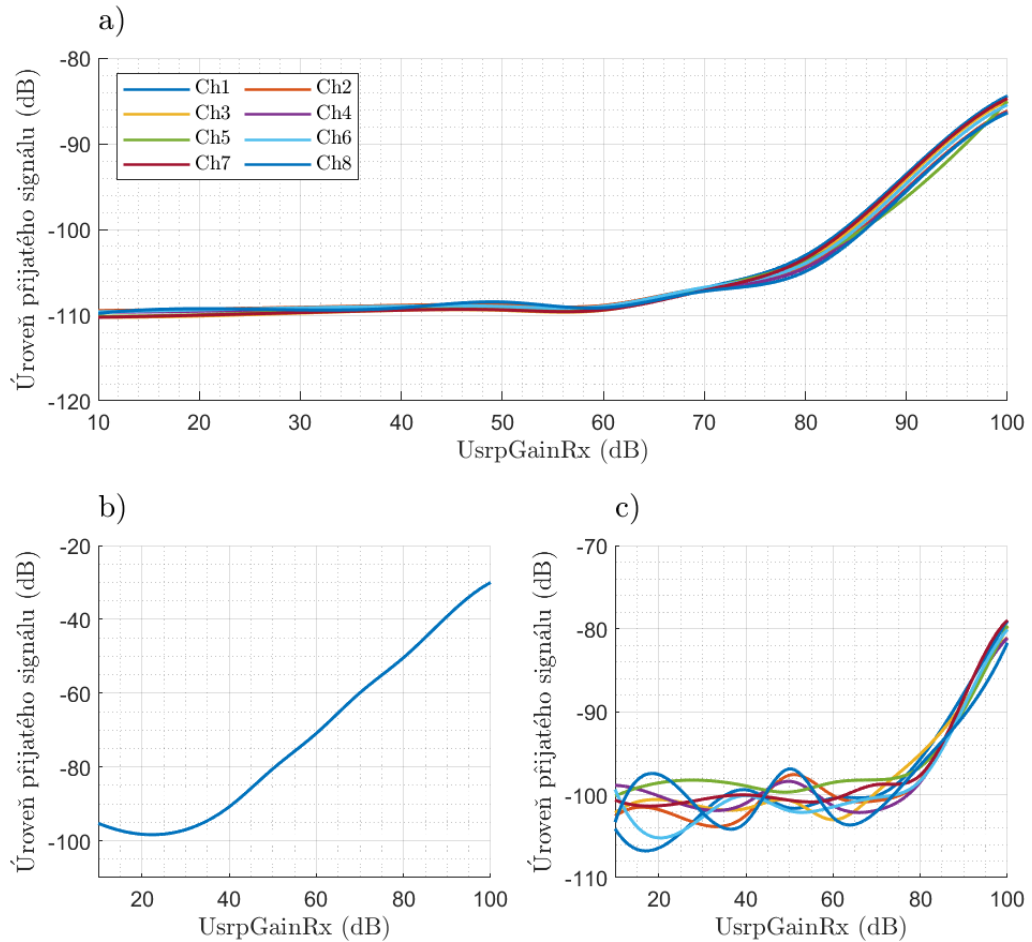 a)
Úroveň přijatého signálu (dB)
-80
-90
-100
-110
-120
Ch1 Ch2
Ch3 Ch4
Ch5 Ch6
Ch7 Ch8
10 20 30 40 50 60 70 80 90 100
UsrpGainRx (dB)
b)
Úroveň přijatého signálu (dB)
-20
-40
-60
-80
-100
20 40 60 80 100
UsrpGainRx (dB)
c)
Úroveň přijatého signálu (dB)
-70
-80
-90
-100
-110
20 40 60 80 100
UsrpGainRx (dB)